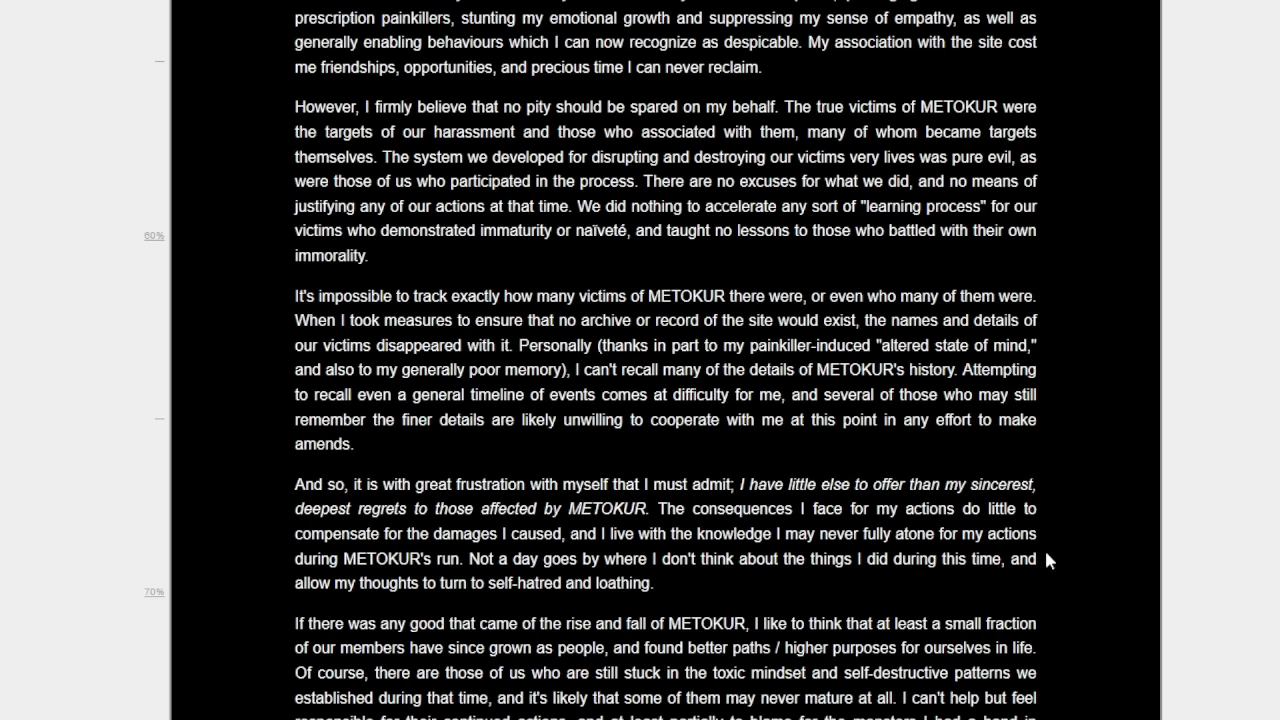 prescription painkillers, stunting my emotional growth and suppressing my sense of empathy, as well as
generally enabling behaviours which I can now recognize as despicable. My association with the site cost
me friendships, opportunities, and precious time I can never reclaim.
However, I firmly believe that no pity should be spared on my behalf. The true victims of METOKUR were
the targets of our harassment and those who associated with them, many of whom became targets
themselves. The system we developed for disrupting and destroying our victims very lives was pure evil, as
were those of us who participated in the process. There are no excuses for what we did, and no means of
justifying any of our actions at that time. We did nothing to accelerate any sort of "learning process" for our
60% victims who demonstrated immaturity or naïveté, and taught no lessons to those who battled with their own
immorality.
It's impossible to track exactly how many victims of METOKUR there were, or even who many of them were.
When I took measures to ensure that no archive or record of the site would exist, the names and details of
our victims disappeared with it. Personally (thanks in part to my painkiller-induced "altered state of mind,"
and also to my generally poor memory), I can't recall many of the details of METOKUR's history. Attempting
to recall even a general timeline of events comes at difficulty for me, and several of those who may still
remember the finer details are likely unwilling to cooperate with me at this point in any effort to make
amends.
And so, it is with great frustration with myself that I must admit; I have little else to offer than my sincerest,
deepest regrets to those affected by METOKUR. The consequences I face for my actions do little to
compensate for the damages I caused, and I live with the knowledge I may never fully atone for my actions
during METOKUR's run. Not a day goes by where I don't think about the things I did during this time, and
allow my thoughts to turn to self-hatred and loathing.
70%
If there was any good that came of the rise and fall of METOKUR, I like to think that at least a small fraction
of our members have since grown as people, and found better paths / higher purposes for ourselves in life.
Of course, there are those of us who are still stuck in the toxic mindset and self-destructive patterns we
established during that time, and it's likely that some of them may never mature at all. I can't help but feel